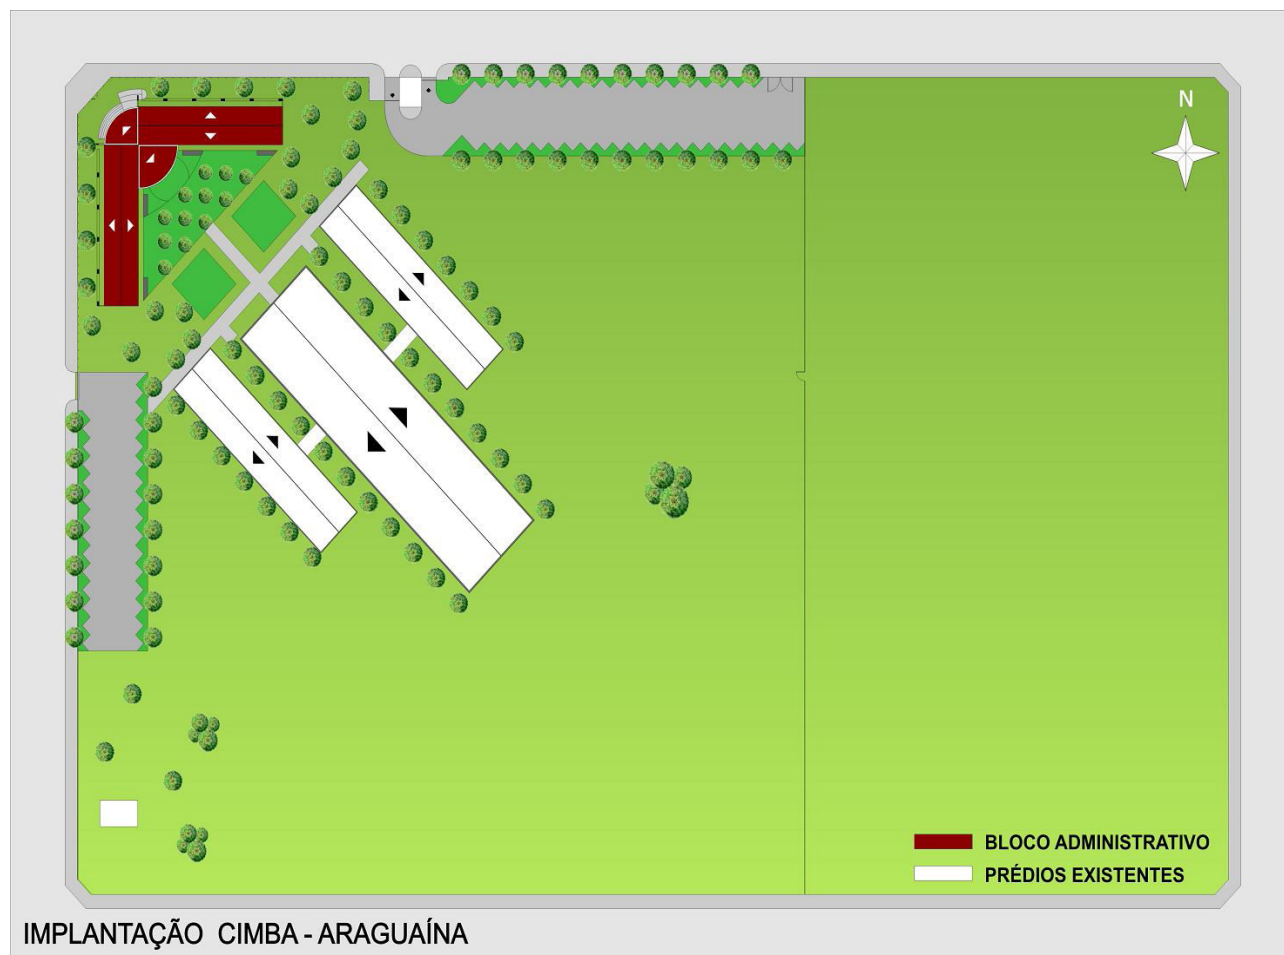 N
BLOCO ADMINISTRATIVO
PRÉDIOS EXISTENTES
IMPLANTAÇÃO CIMBA - ARAGUAÍNA